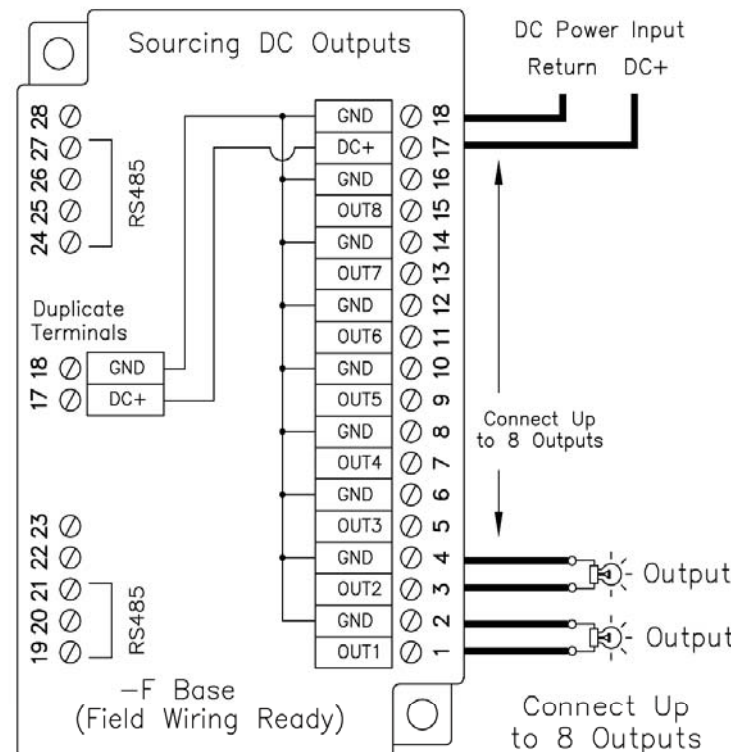 Sourcing DC Outputs
DC Power Input
Return DC+
28
27
26
25
24
RS485
Duplicate
Terminals
18 GND
17 DC+
23
22
21
20
19
RS485
GND 18
DC+ 17
GND 16
OUT8 15
GND 14
OUT7 13
GND 12
OUT6 11
GND 10
OUT5 9
GND 8
OUT4 7
GND 6
OUT3 5
GND 4
OUT2 3
GND 2
OUT1 1
Connect Up
to 8 Outputs
Output
Output
-F Base
(Field Wiring Ready)
Connect Up
to 8 Outputs